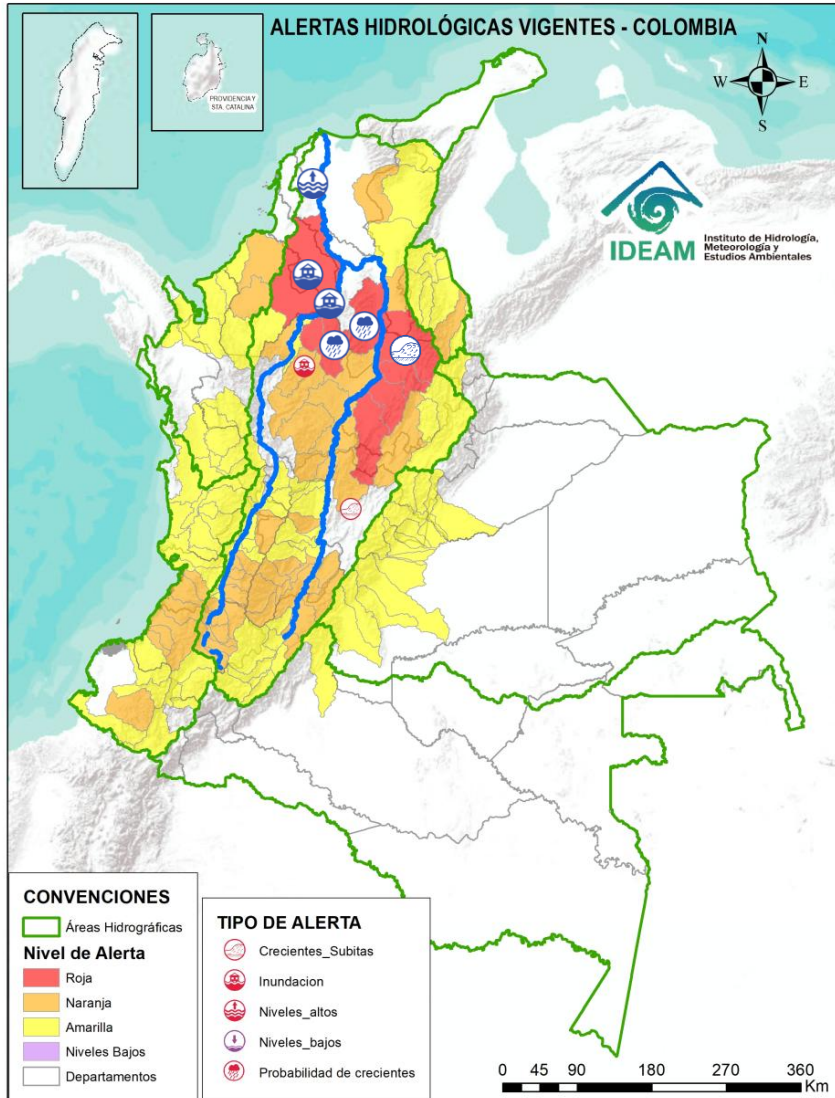 ALERTAS HIDROLÓGICAS VIGENTES - COLOMBIA
PROVIDENCIA Y
STA. CATALINA
N
W
E
S
IDEAM
Instituto de Hidrología,
Meteorología y
Estudios Ambientales
CONVENCIONES
Áreas Hidrográficas
Nivel de Alerta
Roja
Naranja
Amarilla
Niveles Bajos
Departamentos
TIPO DE ALERTA
Crecientes_Subitas
Inundacion
Niveles_altos
Niveles_bajos
Probabilidad de crecientes
0 45 90 180 270 360
Km